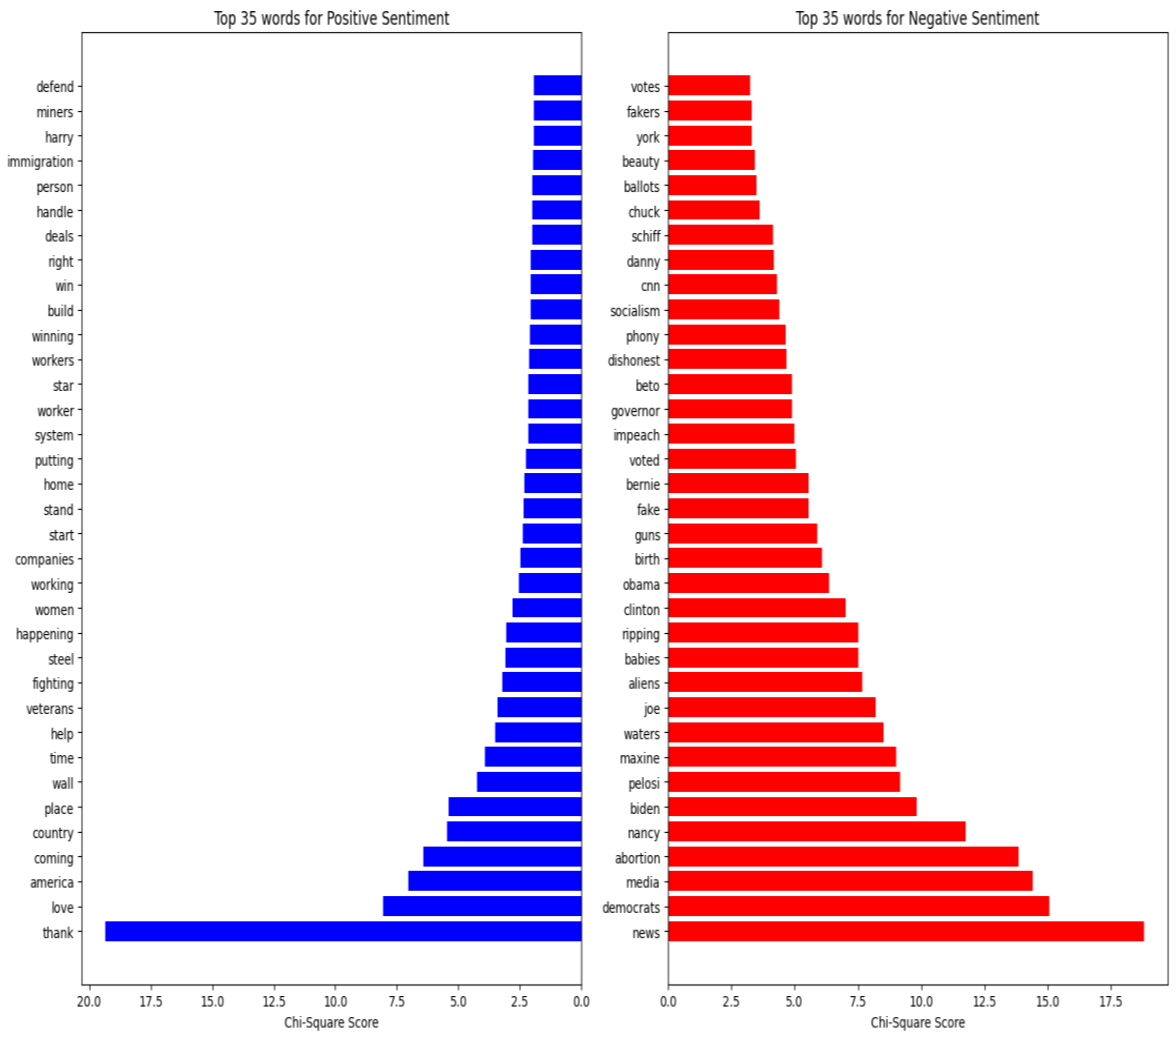 Top 35 words for Positive Sentiment
defend
miners
harry
immigration
person
handle
deals
right
win
build
winning
workers
star
worker
system
putting
home
stand
start
companies
working
women
happening
steel
fighting
veterans
help
time
wall
place
country
coming
america
love
thank
20.0 17.5 15.0 12.5 10.0 7.5 5.0 2.5 0.0
Chi-Square Score
Top 35 words for Negative Sentiment
votes
fakers
york
beauty
ballots
chuck
schiff
danny
cnn
socialism
phony
dishonest
beto
governor
impeach
voted
bernie
fake
guns
birth
obama
clinton
ripping
babies
aliens
joe
waters
maxine
pelosi
biden
nancy
abortion
media
democrats
news
0.0 2.5 5.0 7.5 10.0 12.5 15.0 17.5
Chi-Square Score